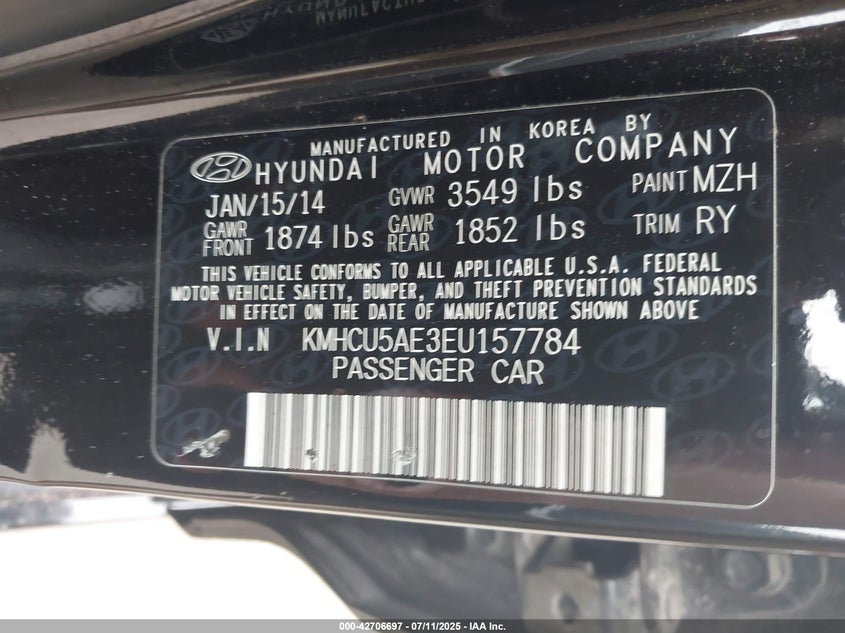 MANUFACTURED IN KOREA BY
HYUNDAI MOTOR COMPANY
JAN/15/14 GVWR 3549 lbs PAINT MZH
GAWR FRONT 1874 lbs GAWR REAR 1852 lbs TRIM RY
THIS VEHICLE CONFORMS TO ALL APPLICABLE U.S.A. FEDERAL
MOTOR VEHICLE SAFETY, BUMPER, AND THEFT PREVENTION STANDARDS
IN EFFECT ON THE DATE OF MANUFACTURE SHOWN ABOVE
V.I.N KMHCU5AE3EU157784
PASSENGER CAR
000-42706697 - 07/11/2025 - IAA Inc.